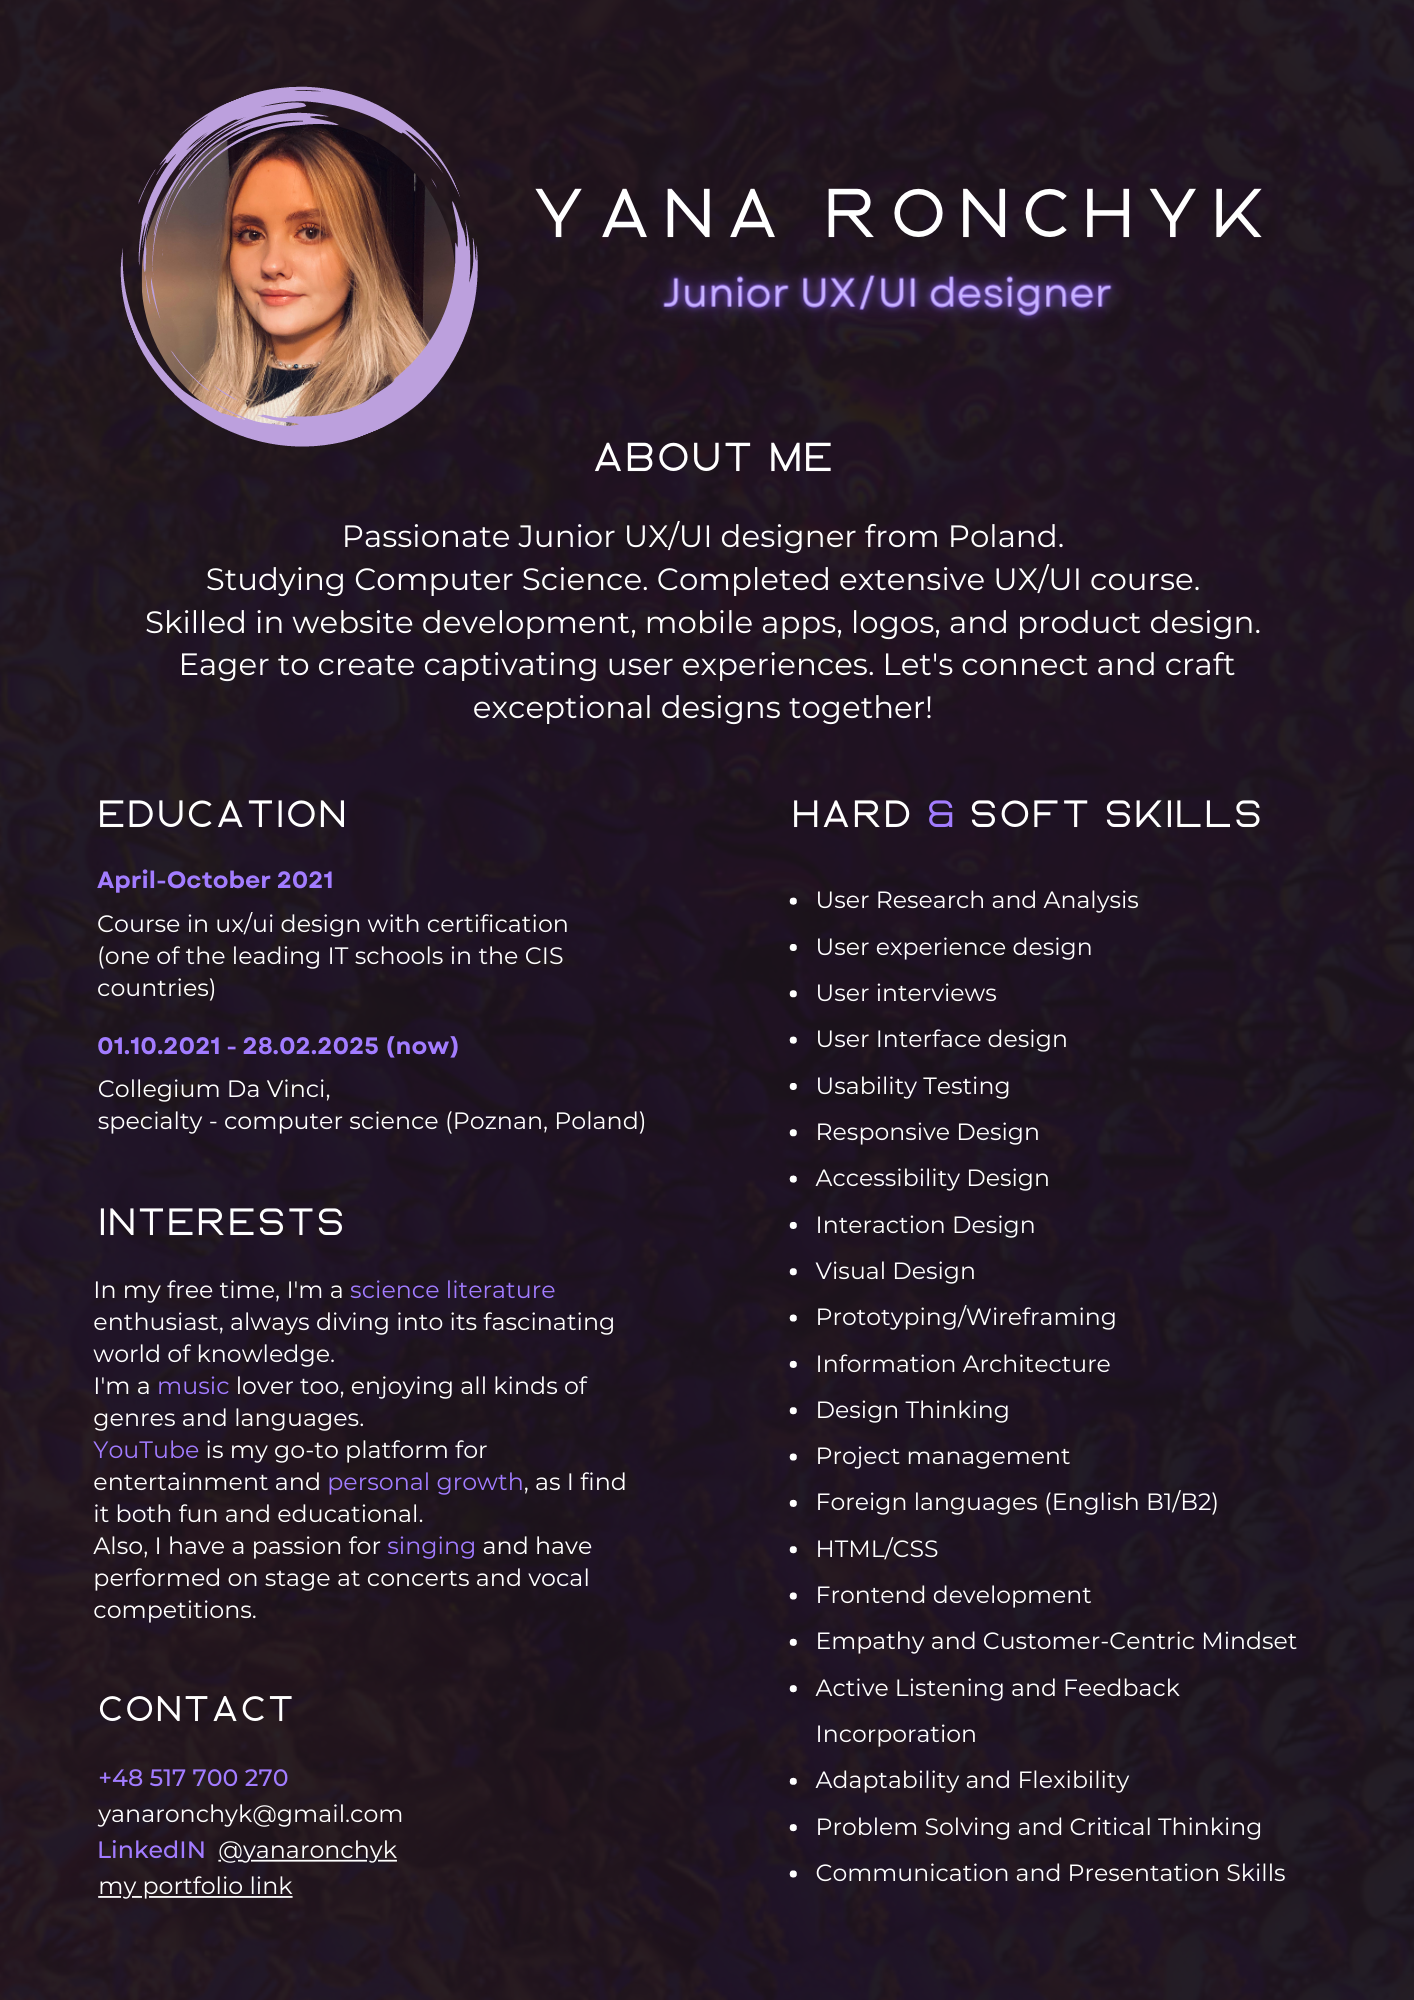 YANA RONCHYK
Junior UX/UI designer
ABOUT ME
Passionate Junior UX/UI designer from Poland.
Studying Computer Science. Completed extensive UX/UI course.
Skilled in website development, mobile apps, logos, and product design.
Eager to create captivating user experiences. Let's connect and craft
exceptional designs together!
EDUCATION
April-October 2021
Course in ux/ui design with certification
(one of the leading IT schools in the CIS
countries)
01.10.2021 - 28.02.2025 (now)
Collegium Da Vinci,
specialty - computer science (Poznan, Poland)
INTERESTS
In my free time, I'm a science literature
enthusiast, always diving into its fascinating
world of knowledge.
I'm a music lover too, enjoying all kinds of
genres and languages.
YouTube is my go-to platform for
entertainment and personal growth, as I find
it both fun and educational.
Also, I have a passion for singing and have
performed on stage at concerts and vocal
competitions.
CONTACT
+48 517 700 270
yanaronchyk@gmail.com
LinkedIN @yanaronchyk
my portfolio link
HARD & SOFT SKILLS
• User Research and Analysis
• User experience design
• User interviews
• User Interface design
• Usability Testing
• Responsive Design
• Accessibility Design
• Interaction Design
• Visual Design
• Prototyping/Wireframing
• Information Architecture
• Design Thinking
• Project management
• Foreign languages (English B1/B2)
• HTML/CSS
• Frontend development
• Empathy and Customer-Centric Mindset
• Active Listening and Feedback
Incorporation
• Adaptability and Flexibility
• Problem Solving and Critical Thinking
• Communication and Presentation Skills